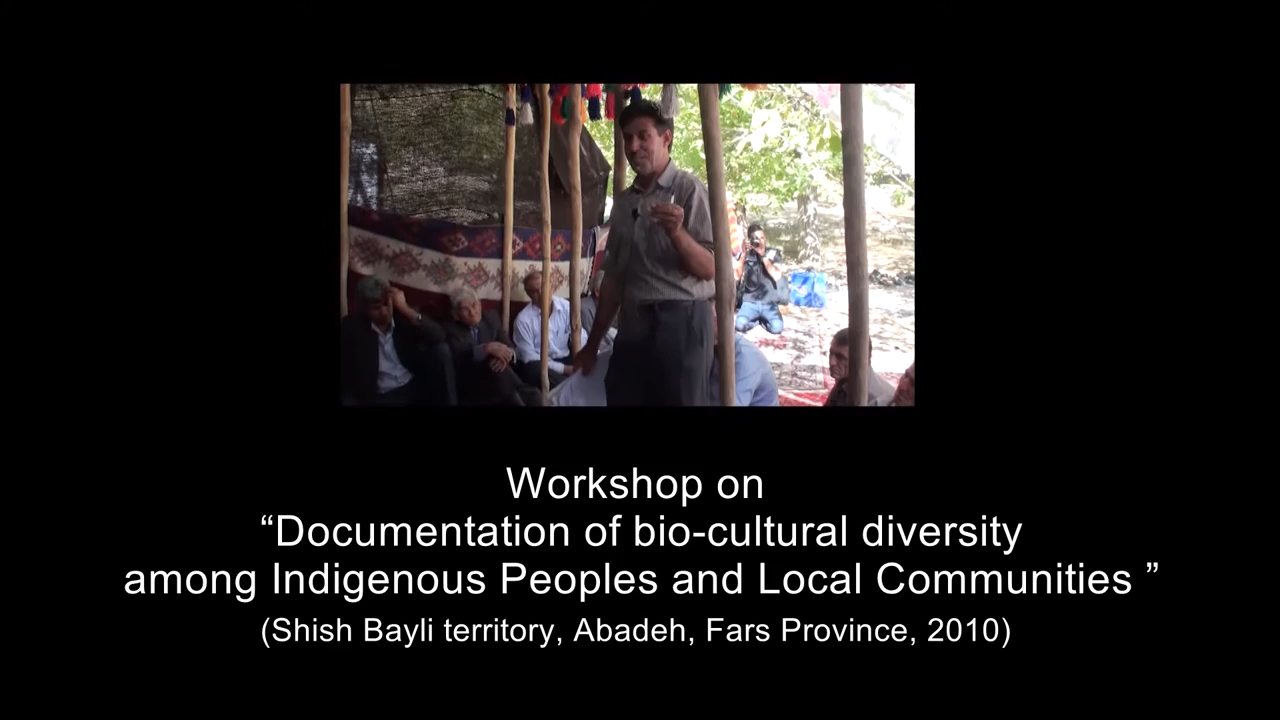 Workshop on
“Documentation of bio-cultural diversity
among Indigenous Peoples and Local Communities ”
(Shish Bayli territory, Abadeh, Fars Province, 2010)